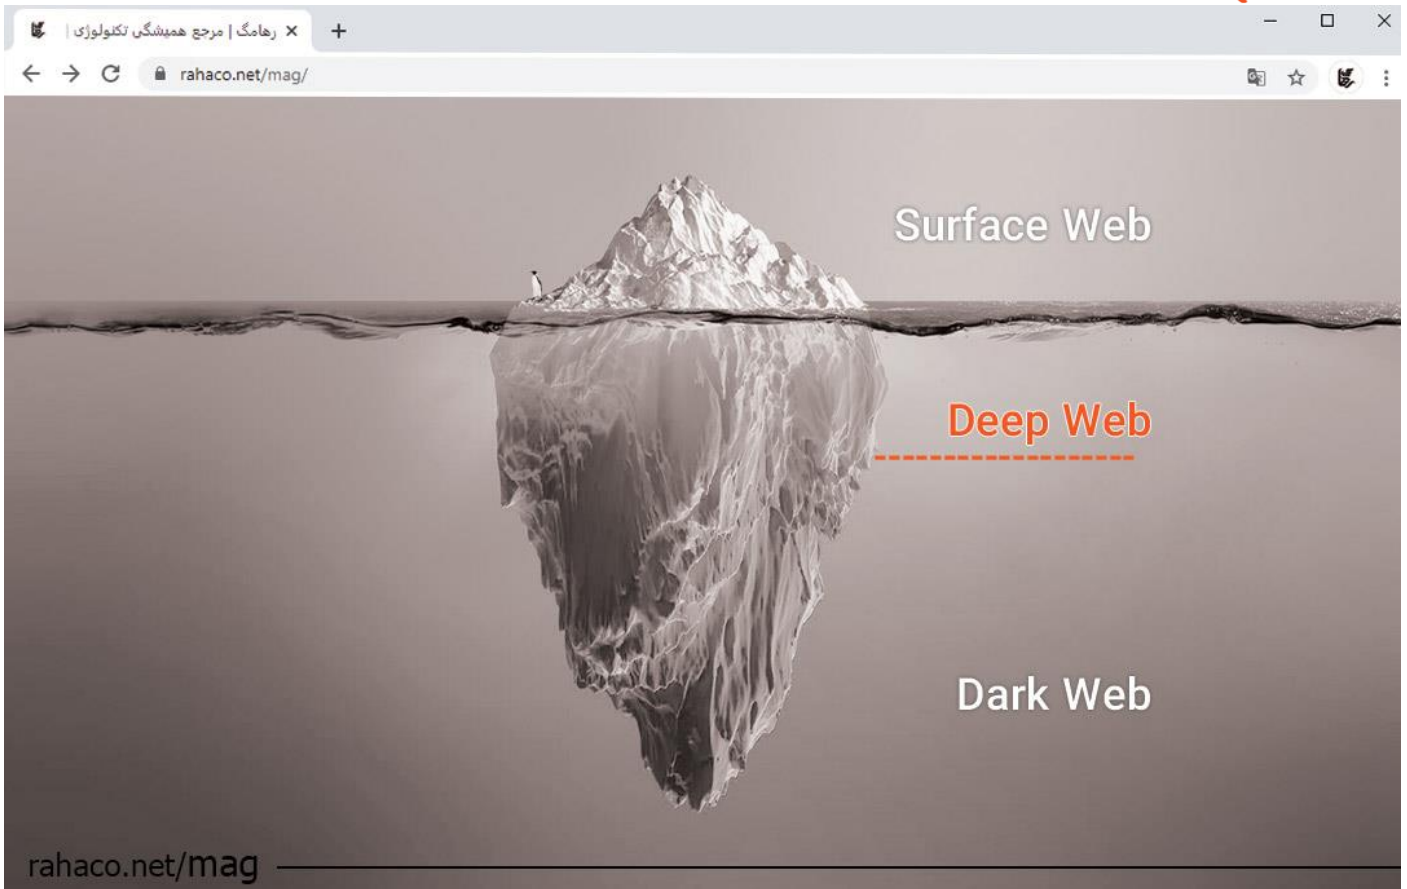 رهامگ | مرجع همیشگی تکنولوژی |
rahaco.net/mag/
Surface Web
Deep Web
Dark Web
rahaco.net/mag